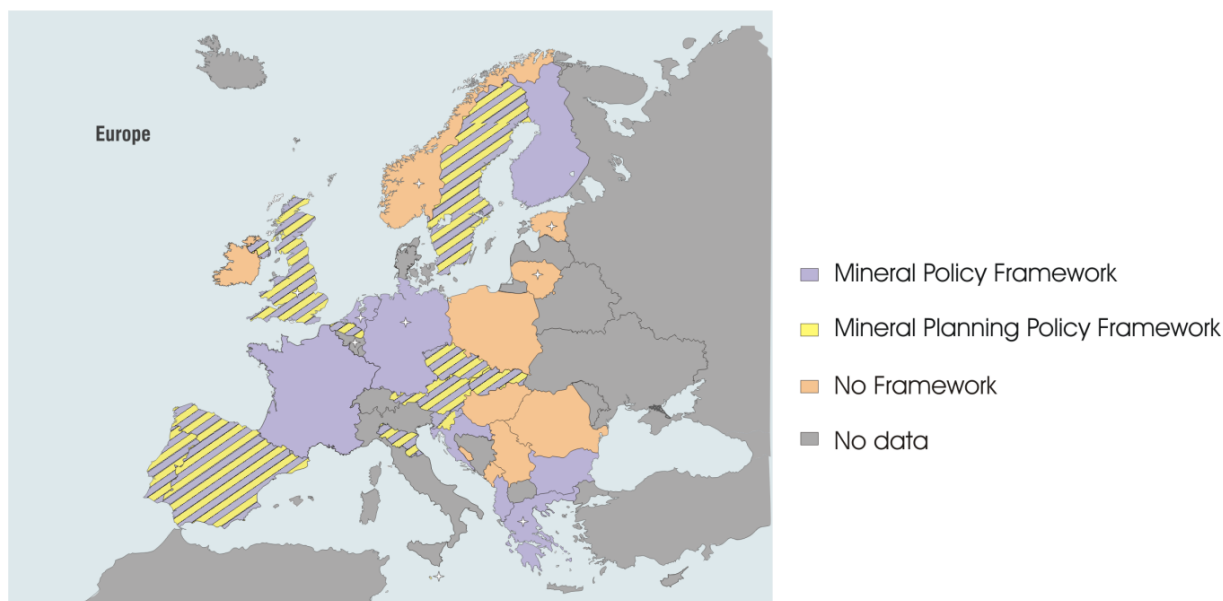 Europe
Mineral Policy Framework
Mineral Planning Policy Framework
No Framework
No data